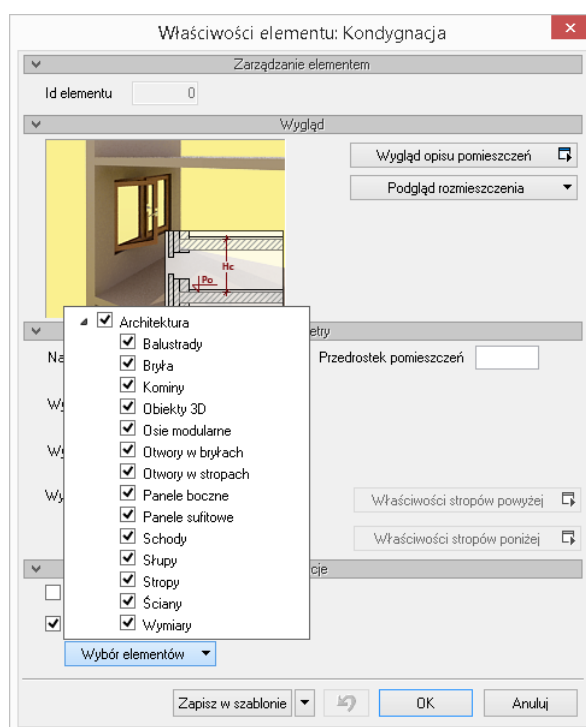 Właściwości elementu: Kondygnacja
Zarządzanie elementem
Id elementu 0
Wygląd
Wygląd opisu pomieszczeń
Podgląd rozmieszczenia
Hc
Po
Architektura
Balustrady
Bryła
Kominy
Obiekty 3D
Osie modularne
Otwory w bryłach
Otwory w stropach
Panele boczne
Panele sufitowe
Schody
Słupy
Stropy
Ściany
Wymiary
etry
Na
Przedrostek pomieszczeń
Wy
Właściwości stropów powyżej
Właściwości stropów poniżej
cje
Wybór elementów
Zapisz w szablonie
OK
Anuluj